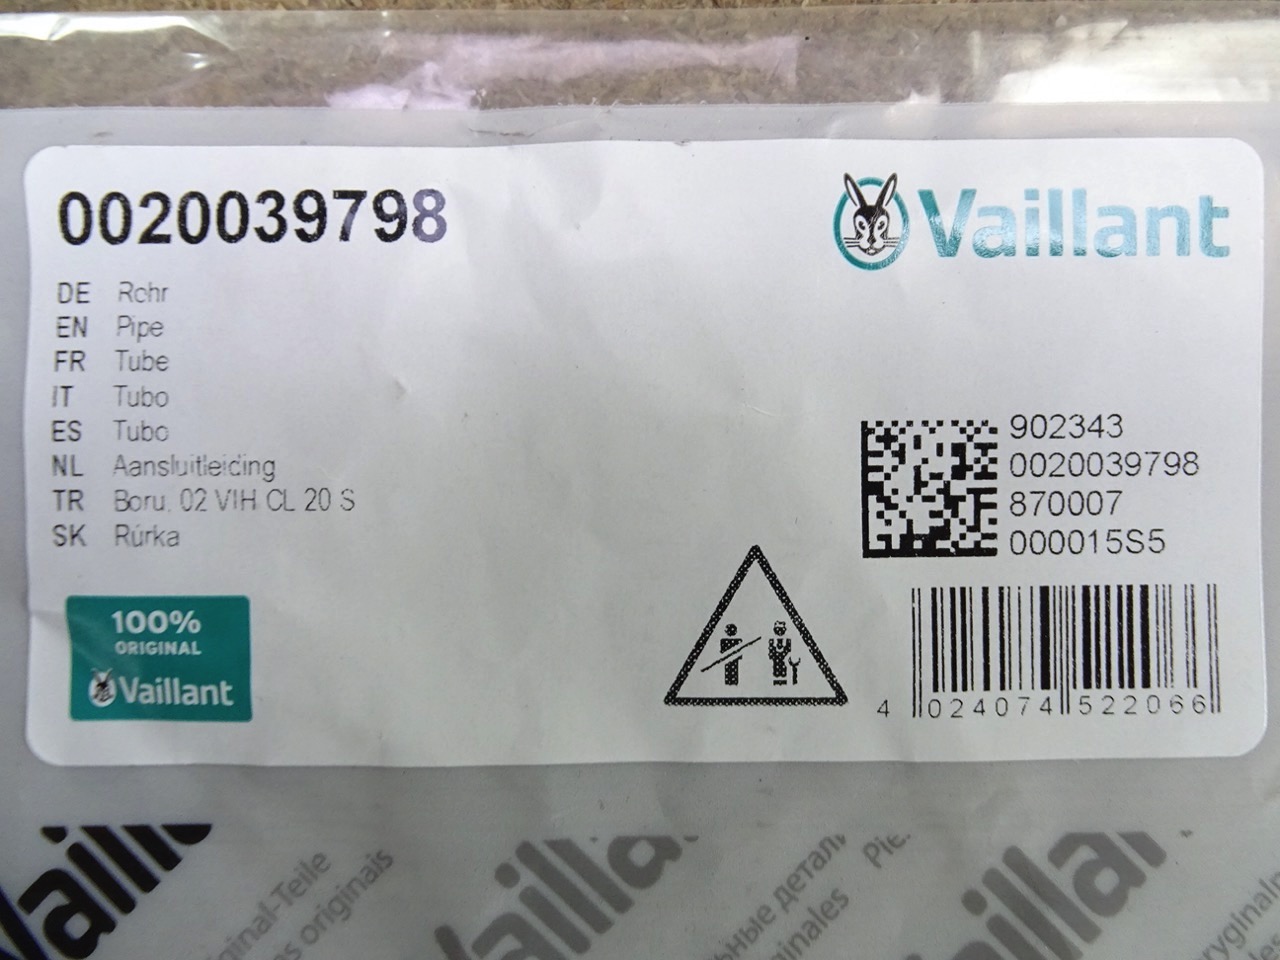 0020039798
Vaillant
DE Rohr
EN Pipe
FR Tube
IT Tubo
ES Tubo
NL Aansluitleiding
TR Boru, 02 VIH CL 20 S
SK Rúrka
902343
0020039798
870007
000015S5
100%
ORIGINAL
Vaillant
4 024074 522066